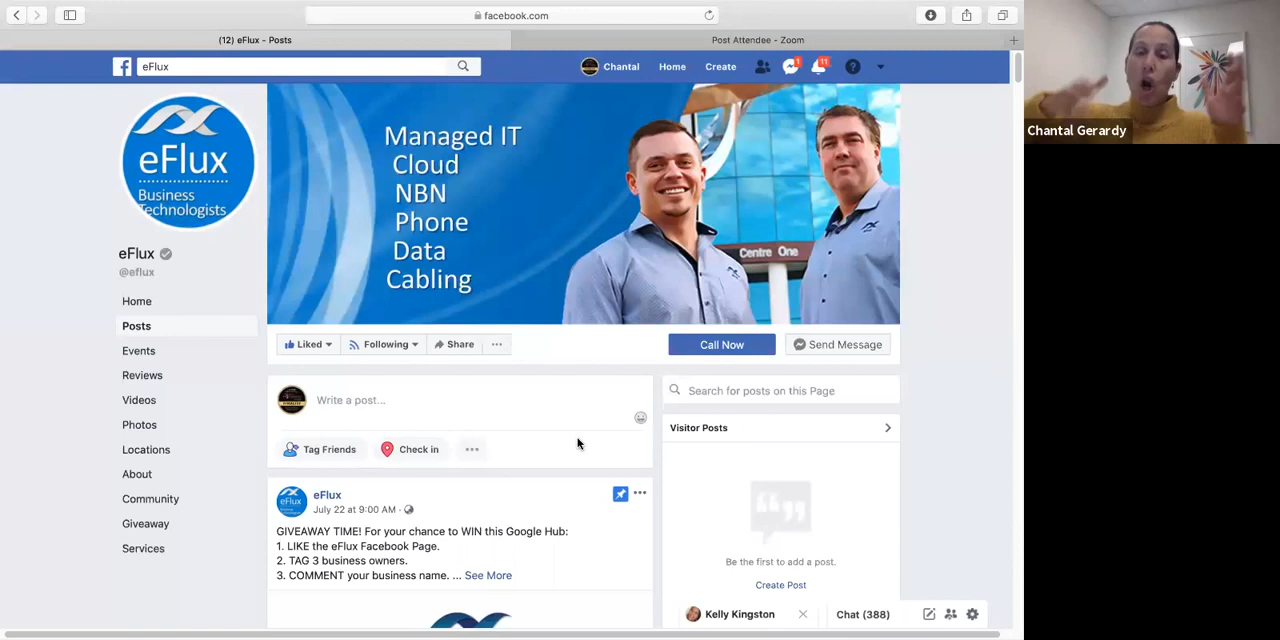 facebook.com
(12) eFlux - Posts
Post Attendee - Zoom
eFlux
Chantal
Home
Create
1
11
eFlux
Business
Technologists
Managed IT
Cloud
NBN
Phone
Data
Cabling
Centre One
Chantal Gerardy
eFlux
@eflux
Home
Posts
Events
Reviews
Videos
Photos
Locations
About
Community
Giveaway
Services
Liked
Following
Share
Call Now
Send Message
Write a post...
Tag Friends
Check in
Search for posts on this Page
Visitor Posts
Be the first to add a post.
Create Post
eFlux
eFlux
July 22 at 9:00 AM ·
GIVEAWAY TIME! For your chance to WIN this Google Hub:
1. LIKE the eFlux Facebook Page.
2. TAG 3 business owners.
3. COMMENT your business name. ... See More
Kelly Kingston
Chat (388)